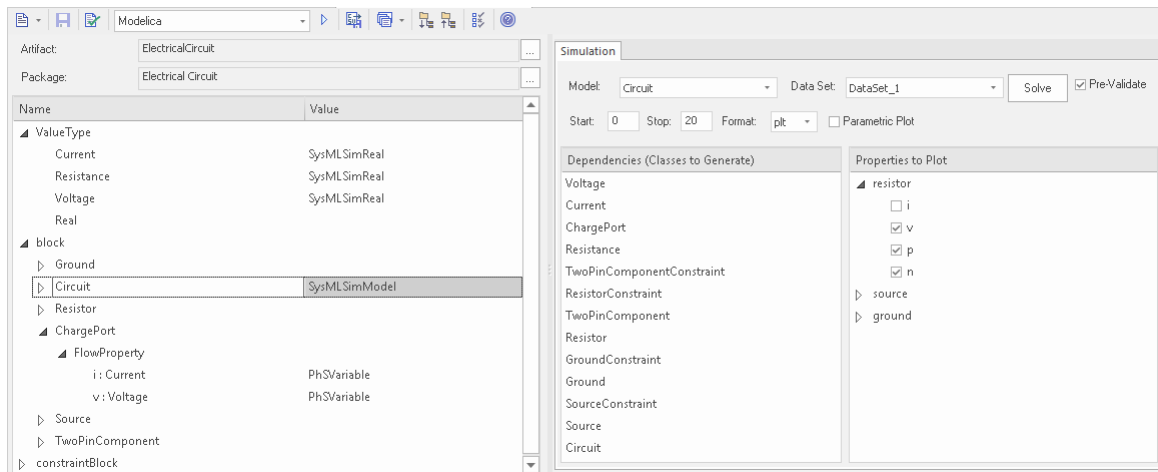 Modelica
Artifact: ElectricalCircuit ...
Package: Electrical Circuit ...
Name Value
ValueType
Current SysMLSimReal
Resistance SysMLSimReal
Voltage SysMLSimReal
Real
block
Ground
Circuit SysMLSimModel
Resistor
ChargePort
FlowProperty
i : Current PhSVariable
v : Voltage PhSVariable
Source
TwoPinComponent
constraintBlock
Simulation
Model: Circuit Data Set: DataSet_1 Solve Pre-Validate
Start: 0 Stop: 20 Format: plt Parametric Plot
Dependencies (Classes to Generate)
Voltage
Current
ChargePort
Resistance
TwoPinComponentConstraint
ResistorConstraint
TwoPinComponent
Resistor
GroundConstraint
Ground
SourceConstraint
Source
Circuit
Properties to Plot
resistor
i
v
p
n
source
ground